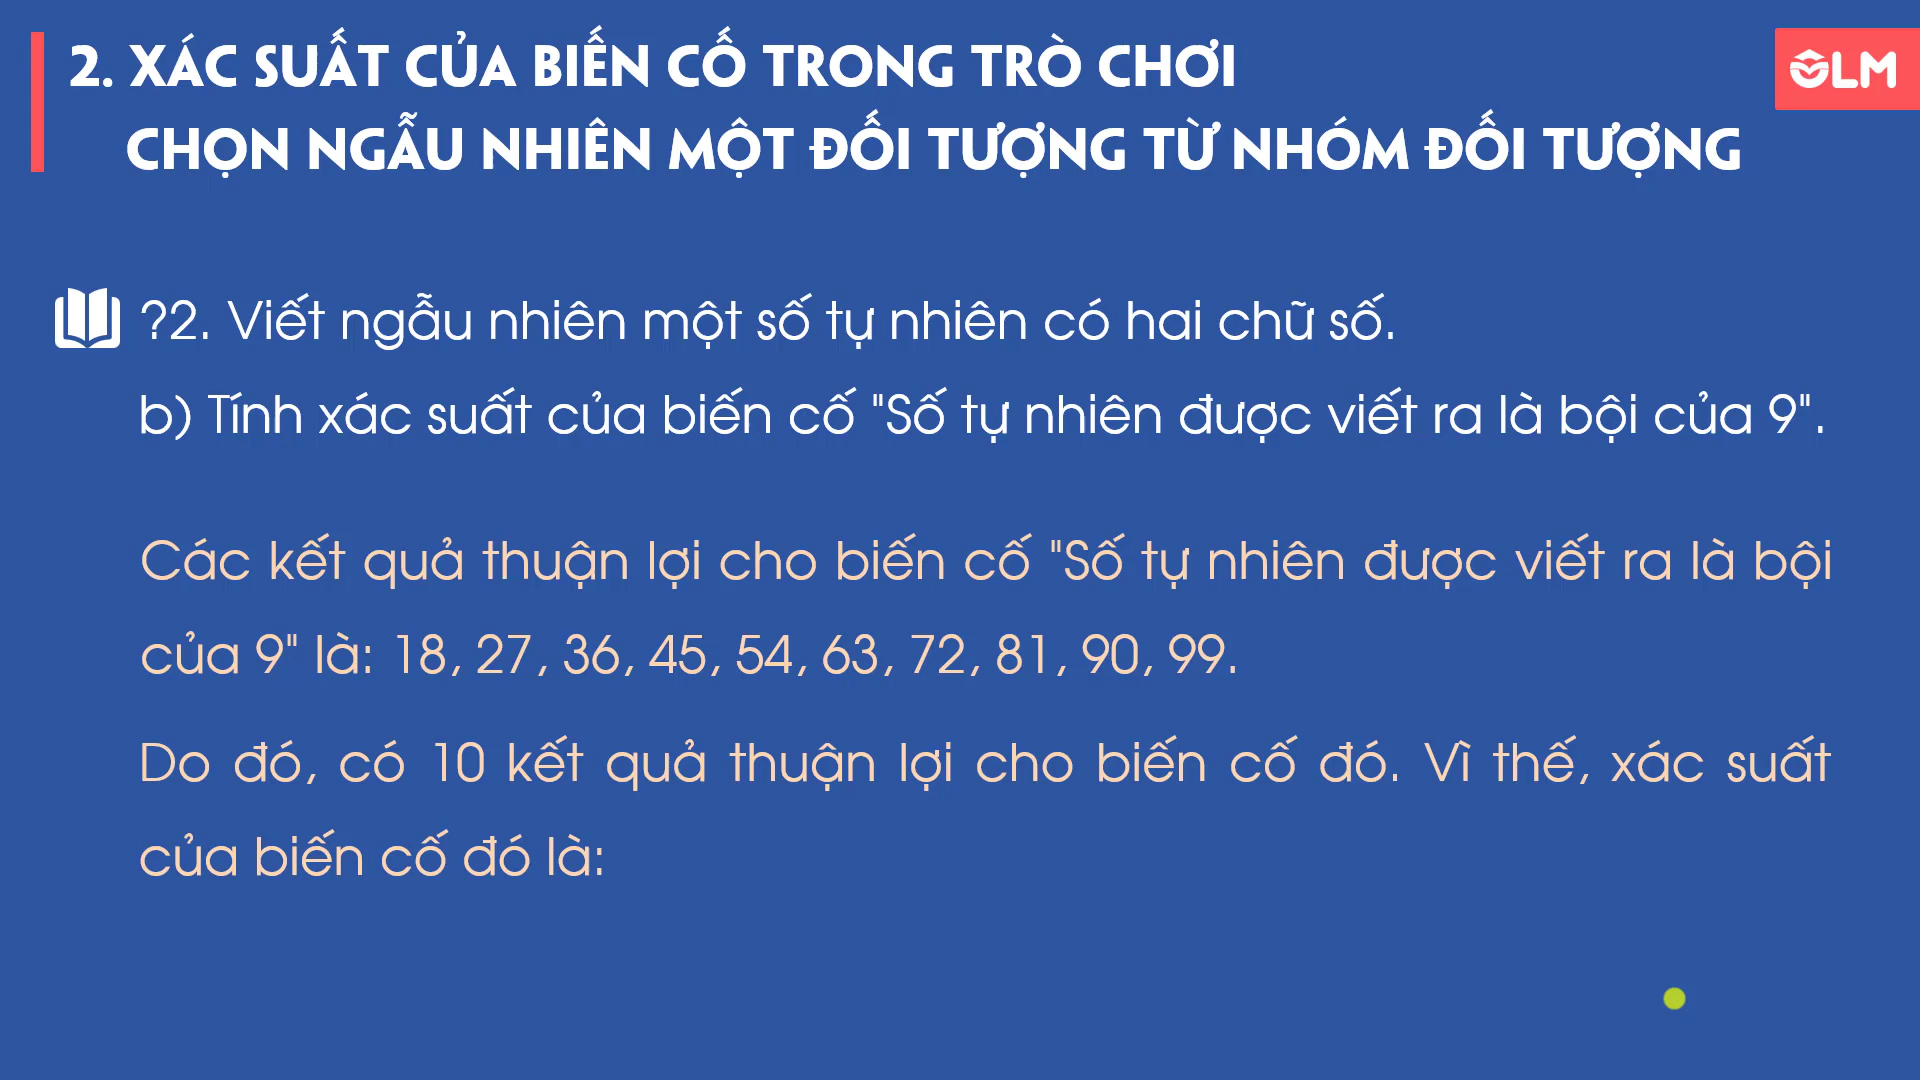 2. XÁC SUẤT CỦA BIẾN CỐ TRONG TRÒ CHƠI
CHỌN NGẪU NHIÊN MỘT ĐỐI TƯỢNG TỪ NHÓM ĐỐI TƯỢNG
OLM
?2. Viết ngẫu nhiên một số tự nhiên có hai chữ số.
b) Tính xác suất của biến cố "Số tự nhiên được viết ra là bội của 9".
Các kết quả thuận lợi cho biến cố "Số tự nhiên được viết ra là bội
của 9" là: 18, 27, 36, 45, 54, 63, 72, 81, 90, 99.
Do đó, có 10 kết quả thuận lợi cho biến cố đó. Vì thế, xác suất
của biến cố đó là: